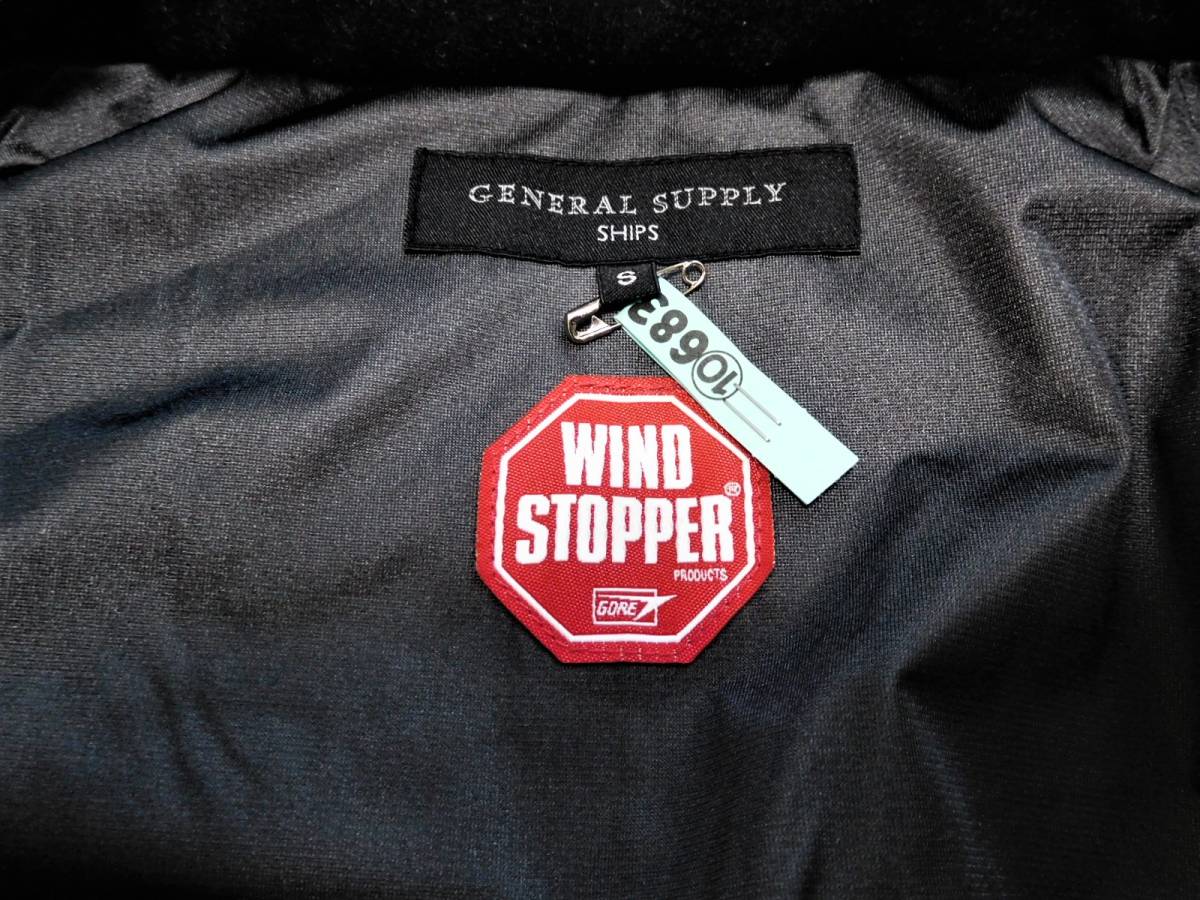 GENERAL SUPPLY
SHIPS
S
⑩683
WIND
STOPPER®
PRODUCTS
GORE